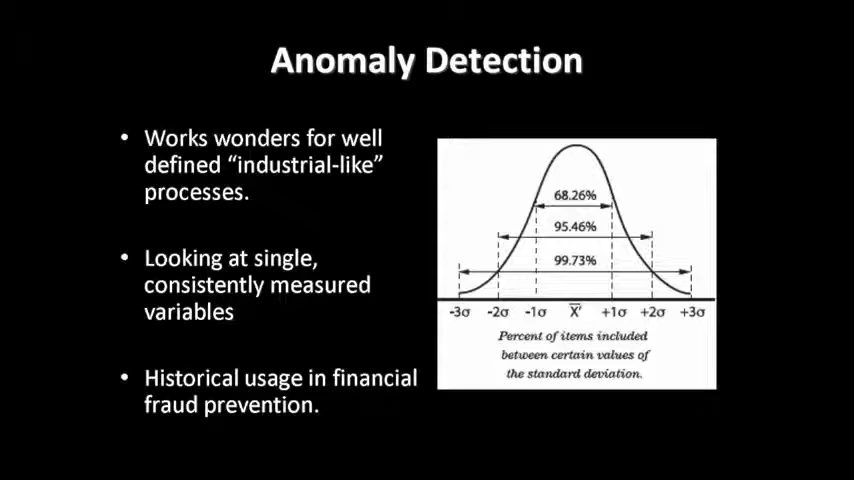 Anomaly Detection
• Works wonders for well
defined “industrial-like”
processes.
• Looking at single,
consistently measured
variables
• Historical usage in financial
fraud prevention.
68.26%
95.46%
99.73%
-3σ -2σ -1σ X̅' +1σ +2σ +3σ
Percent of items included
between certain values of
the standard deviation.